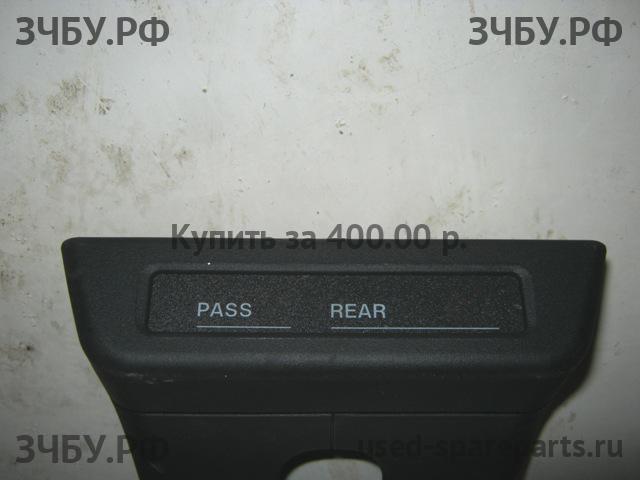 ЗЧБУ.РФ ЗЧБУ.РФ
Купить за 400.00 р.
PASS REAR
ЗЧБУ.РФ used-spareparts.ru